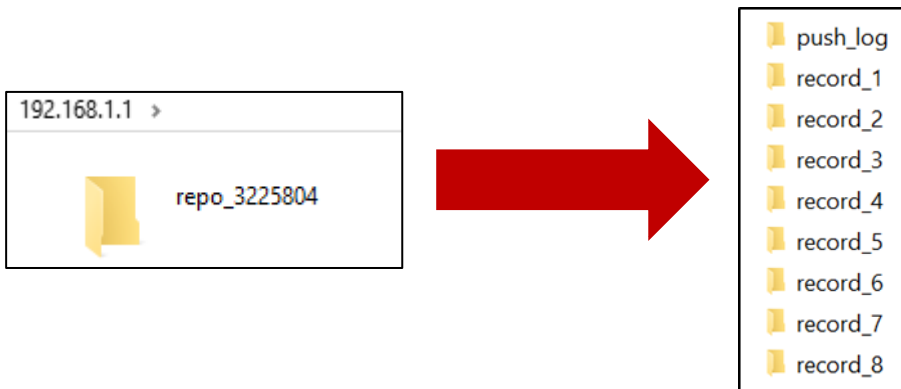 192.168.1.1 >
repo_3225804
push_log
record_1
record_2
record_3
record_4
record_5
record_6
record_7
record_8